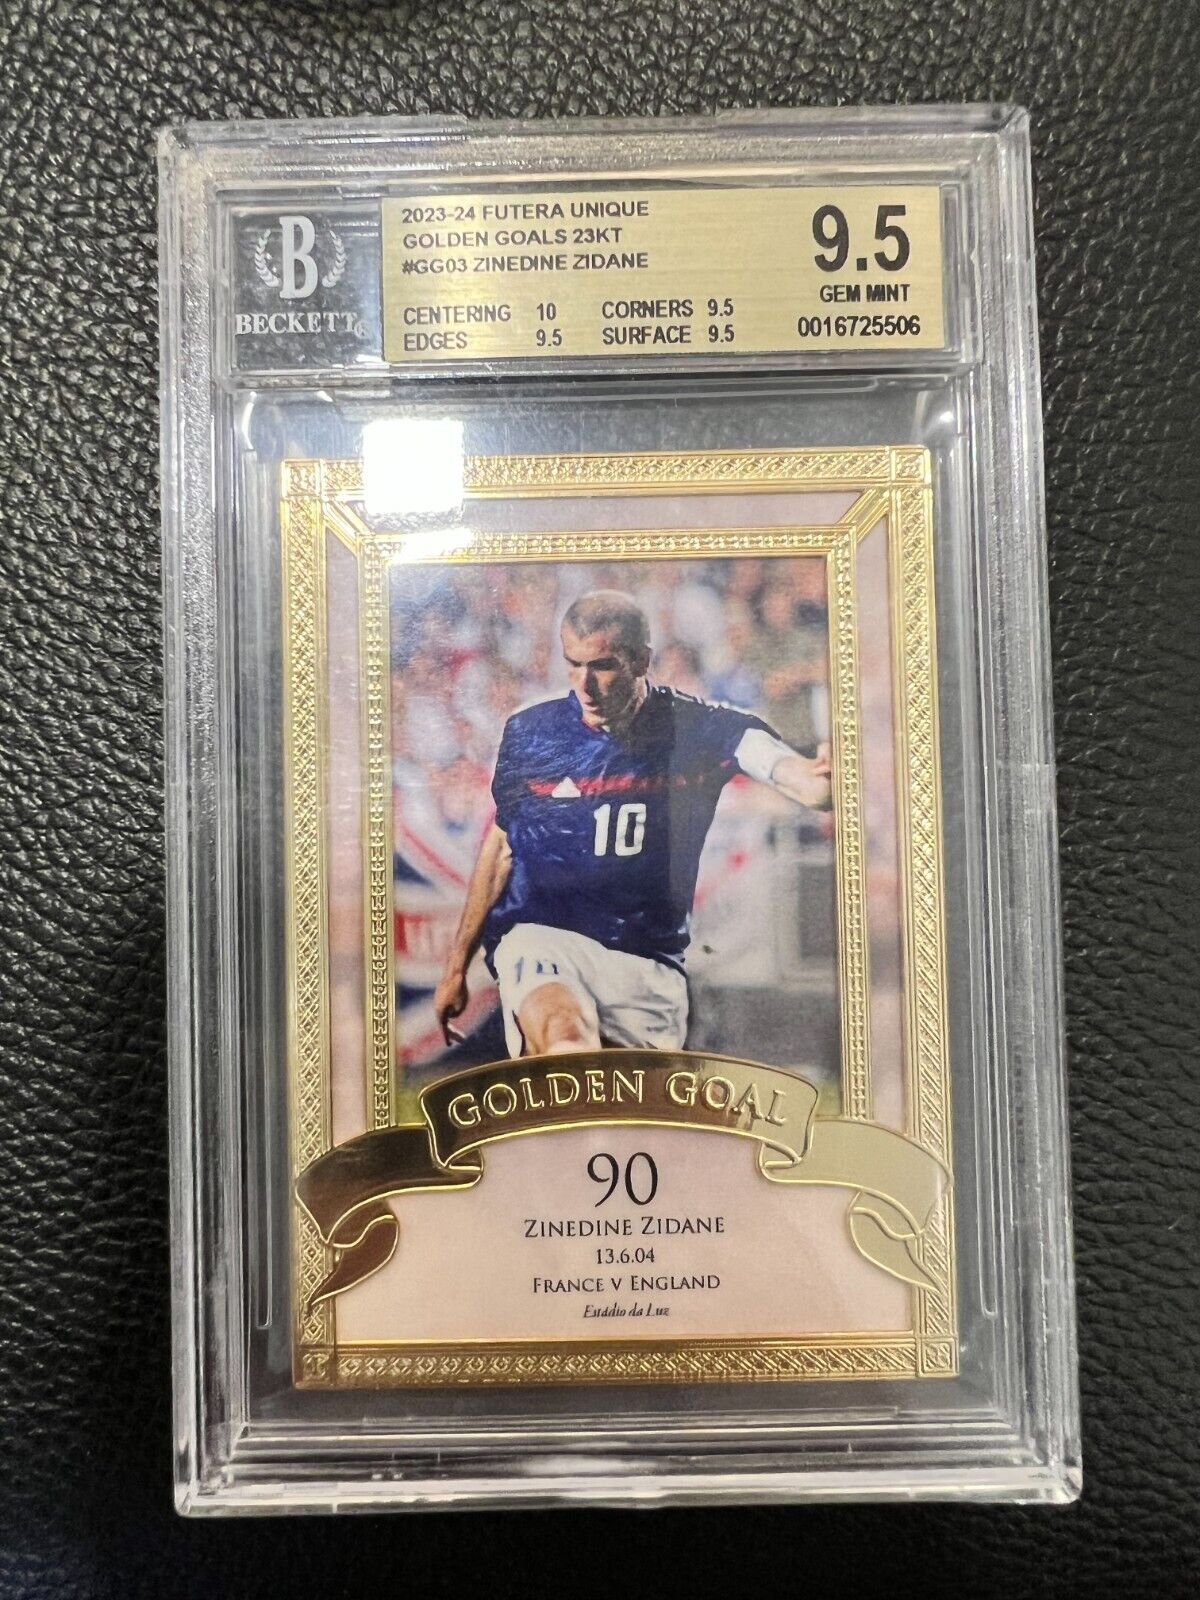 B
BECKETT
2023-24 FUTERA UNIQUE
GOLDEN GOALS 23KT
#GG03 ZINEDINE ZIDANE
CENTERING 10 CORNERS 9.5
EDGES 9.5 SURFACE 9.5
9.5
GEM MINT
0016725506
10
10
GOLDEN GOAL
90
ZINEDINE ZIDANE
13.6.04
FRANCE V ENGLAND
Estádio da Luz